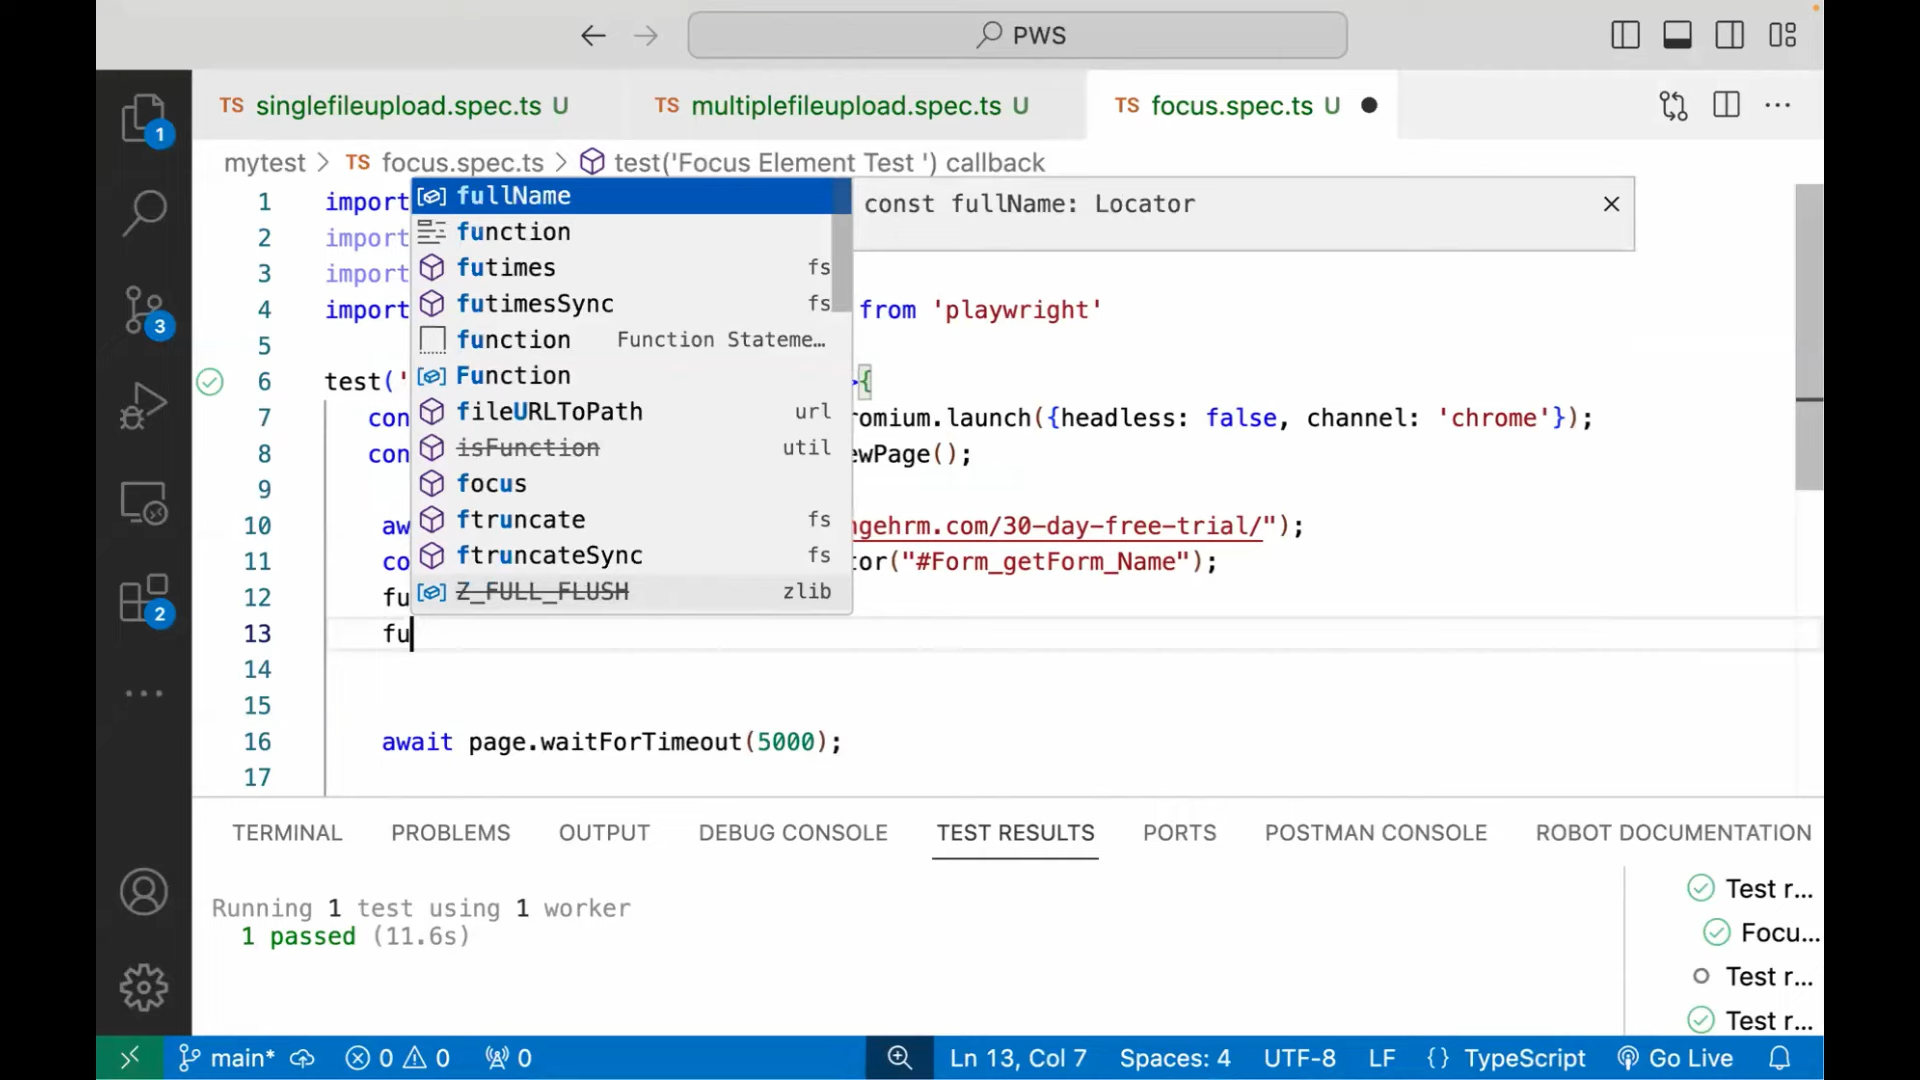 PWS
TS singlefileupload.spec.ts U TS multiplefileupload.spec.ts U TS focus.spec.ts U
mytest > TS focus.spec.ts > test('Focus Element Test ') callback
1 import
2 import
3 import
4 import from 'playwright'
5
6 test(' >{
7 con romium.launch({headless: false, channel: 'chrome'});
8 con ewPage();
9
10 aw ngehrm.com/30-day-free-trial/");
11 co tor("#Form_getForm_Name");
12 fu
13 fu
14
15
16 await page.waitForTimeout(5000);
17
fullName
function
futimes fs
futimesSync fs
function Function Stateme…
Function
fileURLToPath url
isFunction util
focus
ftruncate fs
ftruncateSync fs
Z_FULL_FLUSH zlib
const fullName: Locator
1
3
2
TERMINAL PROBLEMS OUTPUT DEBUG CONSOLE TEST RESULTS PORTS POSTMAN CONSOLE ROBOT DOCUMENTATION
Running 1 test using 1 worker
1 passed (11.6s)
Test r...
Focu...
Test r...
Test r...
main* 0 0 0 Ln 13, Col 7 Spaces: 4 UTF-8 LF {} TypeScript Go Live